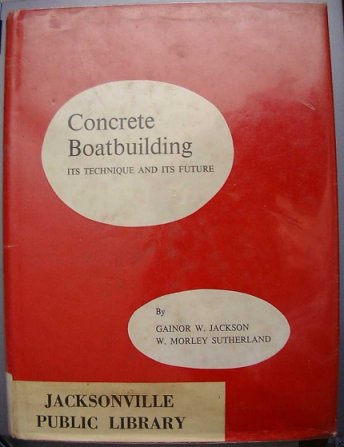 Concrete
Boatbuilding
ITS TECHNIQUE AND ITS FUTURE
By
GAINOR W. JACKSON
W. MORLEY SUTHERLAND
JACKSONVILLE
PUBLIC LIBRARY